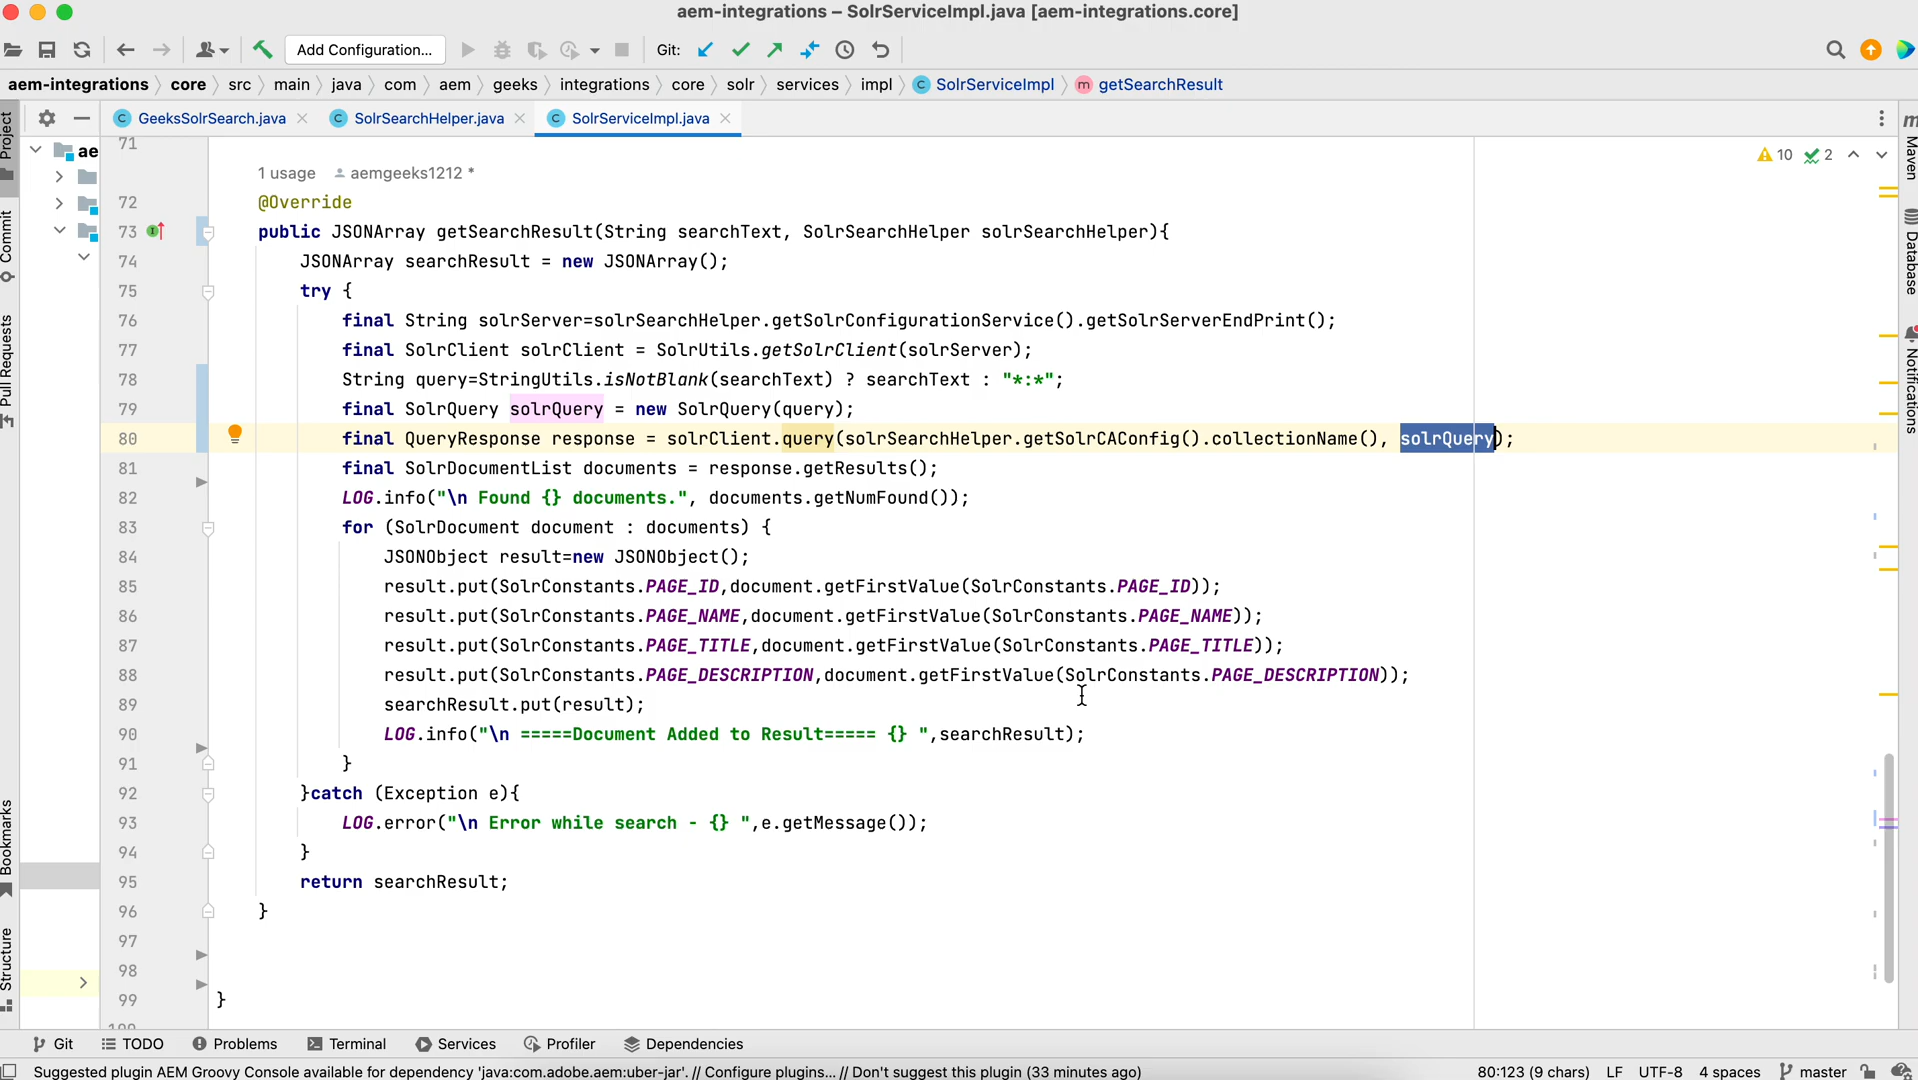 aem-integrations – SolrServiceImpl.java [aem-integrations.core]
Add Configuration...
Git:
aem-integrations core src main java com aem geeks integrations core solr services impl SolrServiceImpl getSearchResult
GeeksSolrSearch.java SolrSearchHelper.java SolrServiceImpl.java
Project
Commit
Pull Requests
Bookmarks
Structure
ae
10 2
Maven
Database
Notifications
71
1 usage aemgeeks1212 *
72 @Override
73 public JSONArray getSearchResult(String searchText, SolrSearchHelper solrSearchHelper){
74 JSONArray searchResult = new JSONArray();
75 try {
76 final String solrServer=solrSearchHelper.getSolrConfigurationService().getSolrServerEndPrint();
77 final SolrClient solrClient = SolrUtils.getSolrClient(solrServer);
78 String query=StringUtils.isNotBlank(searchText) ? searchText : "*:*";
79 final SolrQuery solrQuery = new SolrQuery(query);
80 final QueryResponse response = solrClient.query(solrSearchHelper.getSolrCAConfig().collectionName(), solrQuery);
81 final SolrDocumentList documents = response.getResults();
82 LOG.info("\n Found {} documents.", documents.getNumFound());
83 for (SolrDocument document : documents) {
84 JSONObject result=new JSONObject();
85 result.put(SolrConstants.PAGE_ID,document.getFirstValue(SolrConstants.PAGE_ID));
86 result.put(SolrConstants.PAGE_NAME,document.getFirstValue(SolrConstants.PAGE_NAME));
87 result.put(SolrConstants.PAGE_TITLE,document.getFirstValue(SolrConstants.PAGE_TITLE));
88 result.put(SolrConstants.PAGE_DESCRIPTION,document.getFirstValue(SolrConstants.PAGE_DESCRIPTION));
89 searchResult.put(result);
90 LOG.info("\n =====Document Added to Result===== {} ",searchResult);
91 }
92 }catch (Exception e){
93 LOG.error("\n Error while search - {} ",e.getMessage());
94 }
95 return searchResult;
96 }
97
98
99 }
100
Git TODO Problems Terminal Services Profiler Dependencies
Suggested plugin AEM Groovy Console available for dependency 'java:com.adobe.aem:uber-jar'. // Configure plugins... // Don't suggest this plugin (33 minutes ago) 80:123 (9 chars) LF UTF-8 4 spaces master